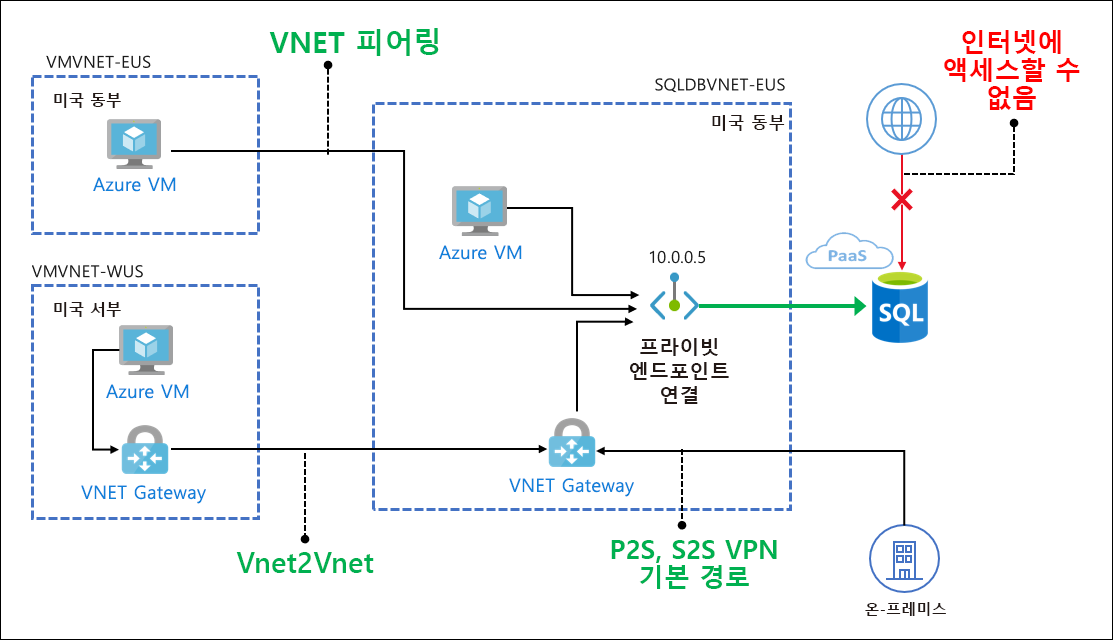 VNET 피어링
VMVNET-EUS
미국 동부
Azure VM
SQLDBVNET-EUS
미국 동부
인터넷에
액세스할 수
없음
Azure VM
10.0.0.5
프라이빗
엔드포인트
연결
PaaS
SQL
VMVNET-WUS
미국 서부
Azure VM
VNET Gateway
VNET Gateway
Vnet2Vnet
P2S, S2S VPN
기본 경로
온-프레미스